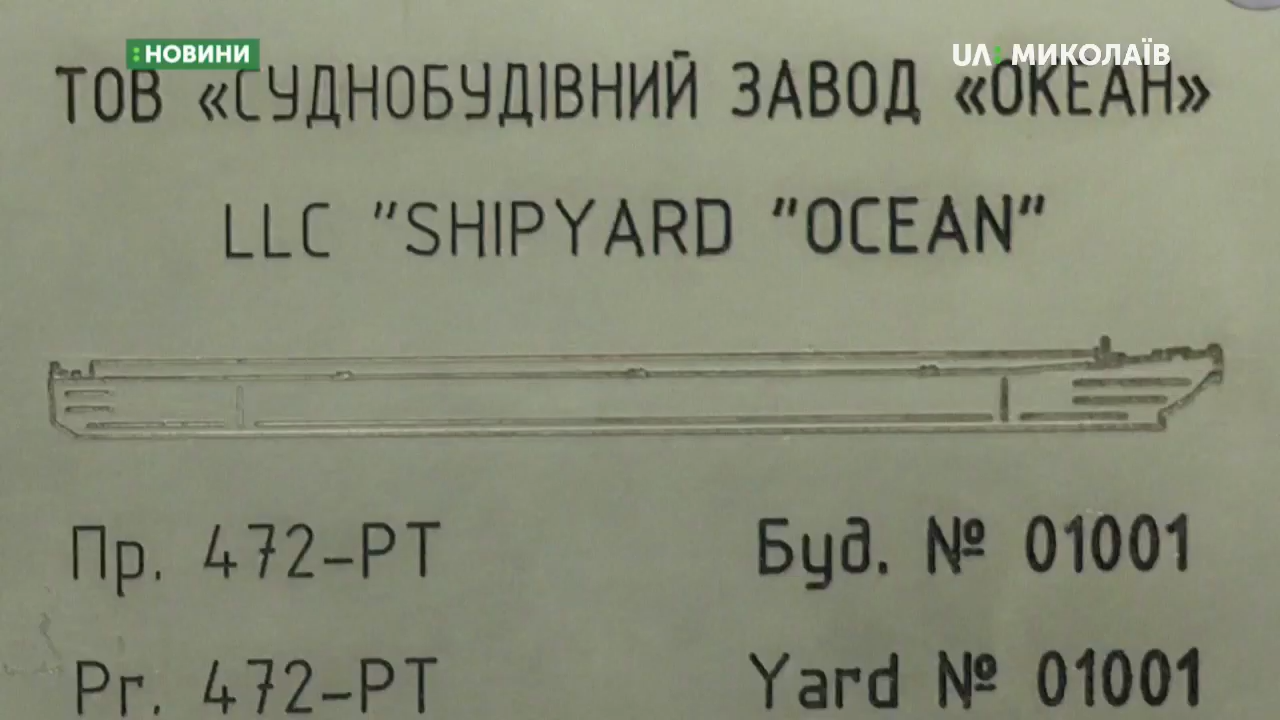 :НОВИНИ
UA: МИКОЛАЇВ
ТОВ «СУДНОБУДІВНИЙ ЗАВОД «ОКЕАН»
LLC "SHIPYARD "OCEAN"
Пр. 472-РТ
Буд. № 01001
Pr. 472-PT
Yard № 01001